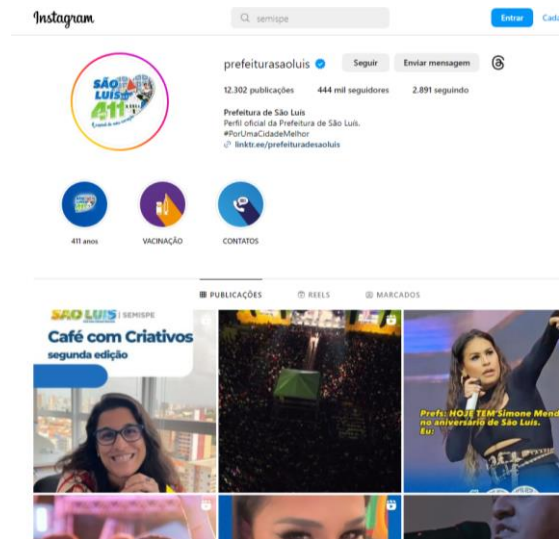 Instagram
semispe
Entrar
prefeiturasaoluis
Seguir
Enviar mensagem
12.302 publicações
444 mil seguidores
2.891 seguindo
Prefeitura de São Luis
Perfil oficial da Prefeitura de São Luís.
#PorUmaCidadeMelhor
linktr.ee/prefeituradesaoluis
SÃO
LUÍS
411
411 anos
VACINAÇÃO
CONTATOS
PUBLICAÇÕES
REELS
MARCADOS
SÃO LUÍS | SEMISPE
Café com Criativos
segunda edição
Prefs: HOJE TEM Simone Mend
no aniversário de São Luís.
Eu: